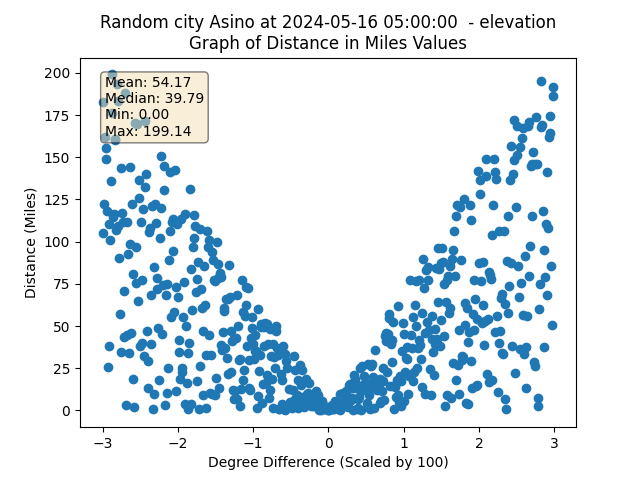 Random city Asino at 2024-05-16 05:00:00  - elevation
Graph of Distance in Miles Values
Mean: 54.17
Median: 39.79
Min: 0.00
Max: 199.14
Distance (Miles)
200
175
150
125
100
75
50
25
0
−3 −2 −1 0 1 2 3
Degree Difference (Scaled by 100)